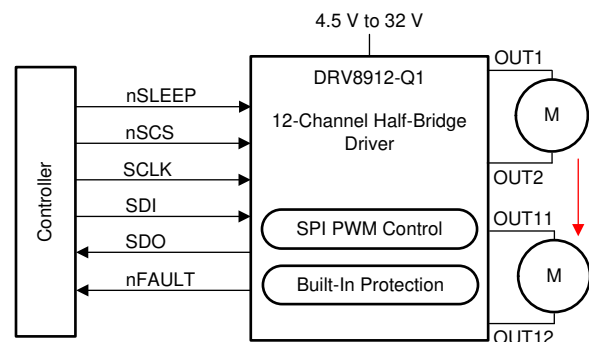 4.5 V to 32 V
DRV8912-Q1
12-Channel Half-Bridge
Driver
SPI PWM Control
Built-In Protection
Controller
nSLEEP
nSCS
SCLK
SDI
SDO
nFAULT
OUT1
M
OUT2
OUT11
M
OUT12